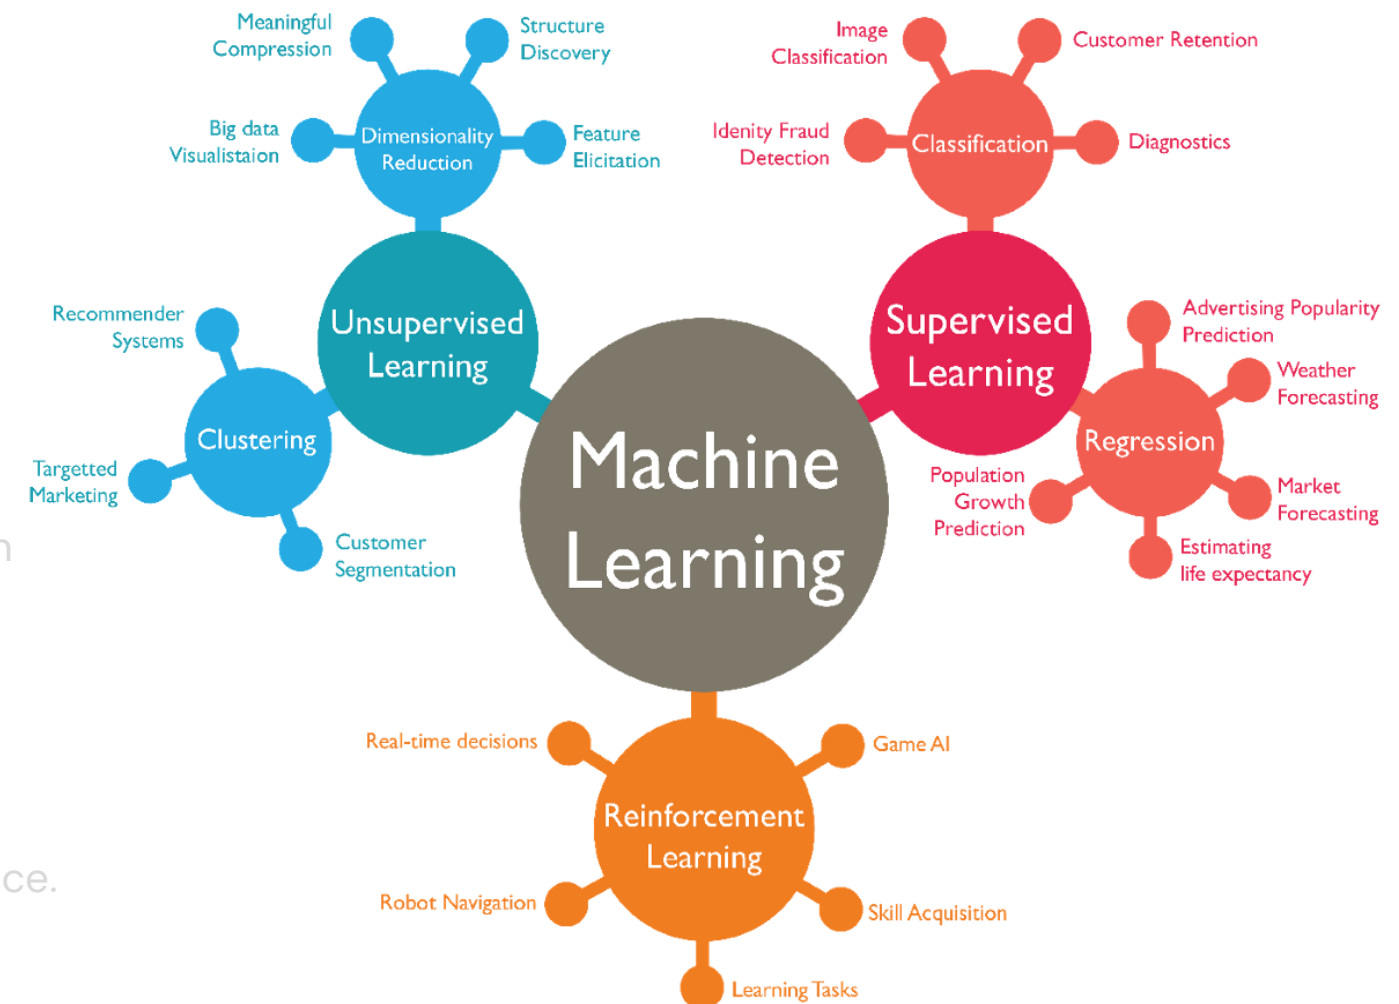 Meaningful
Compression
Structure
Discovery
Big data
Visualistaion
Dimensionality
Reduction
Feature
Elicitation
Image
Classification
Customer Retention
Idenity Fraud
Detection
Classification
Diagnostics
Unsupervised
Learning
Supervised
Learning
Recommender
Systems
Clustering
Targetted
Marketing
Customer
Segmentation
Machine
Learning
Advertising Popularity
Prediction
Weather
Forecasting
Regression
Population
Growth
Prediction
Market
Forecasting
Estimating
life expectancy
Real-time decisions
Game AI
Reinforcement
Learning
Robot Navigation
Skill Acquisition
Learning Tasks
n
ce.